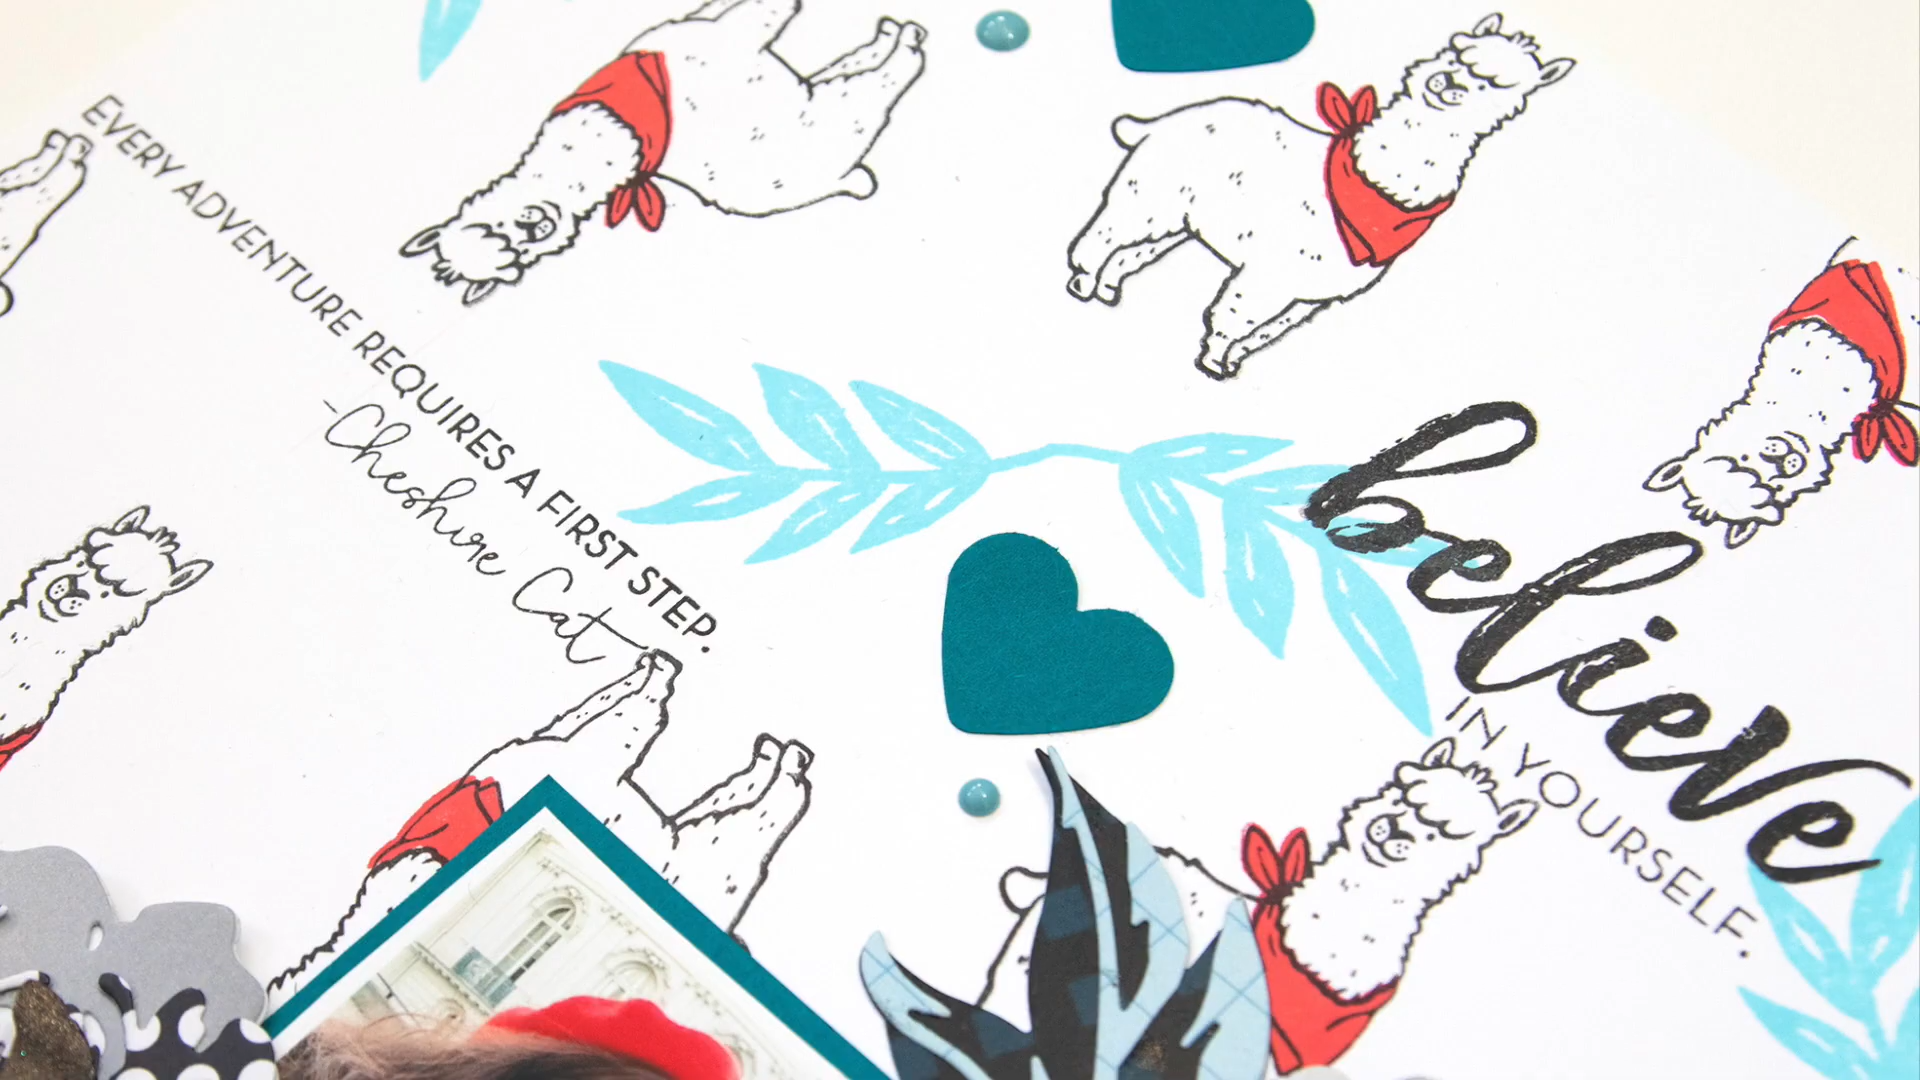 EVERY ADVENTURE REQUIRES A FIRST STEP.
-Cheshire Cat
believe
IN YOURSELF.